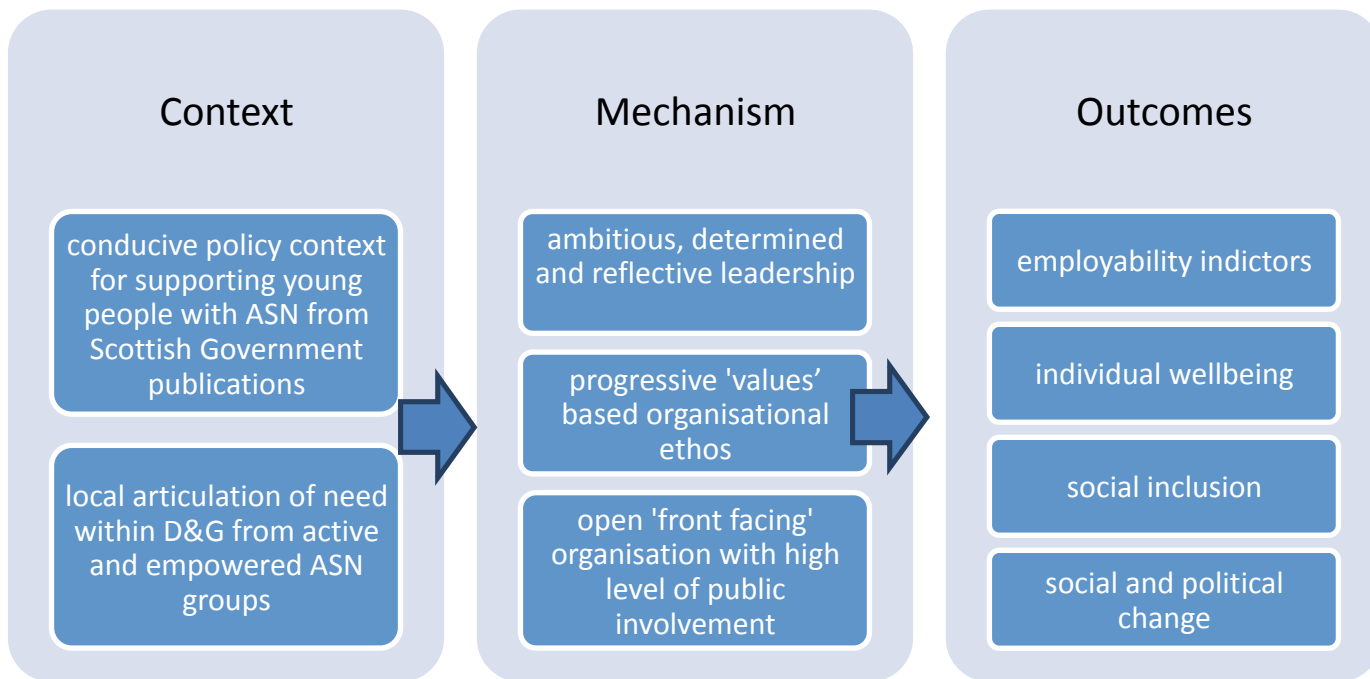 Context
conducive policy context
for supporting young
people with ASN from
Scottish Government
publications
local articulation of need
within D&G from active
and empowered ASN
groups
Mechanism
ambitious, determined
and reflective leadership
progressive 'values’
based organisational
ethos
open 'front facing'
organisation with high
level of public
involvement
Outcomes
employability indictors
individual wellbeing
social inclusion
social and political
change